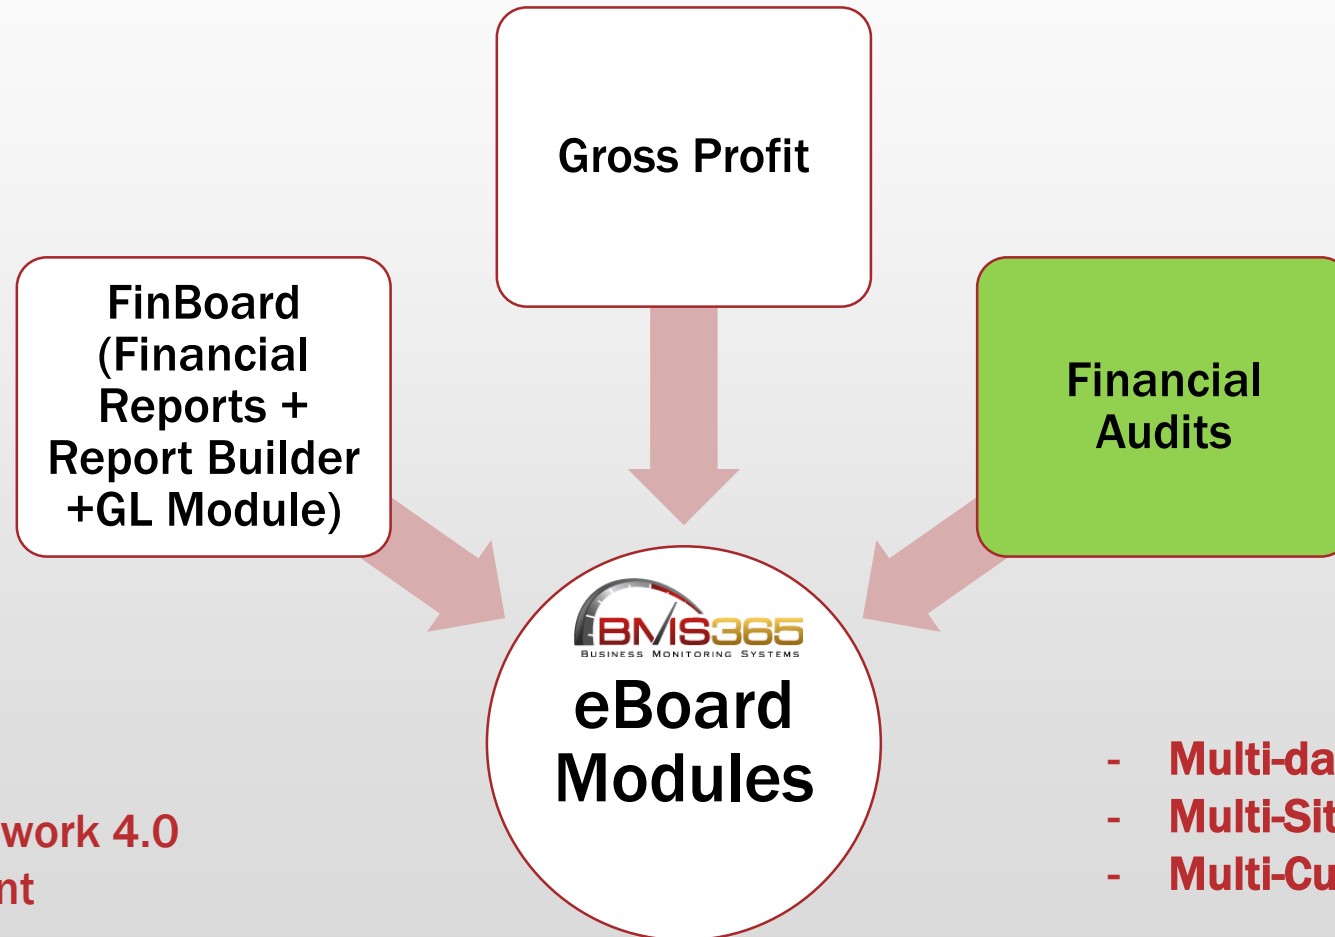 Gross Profit
FinBoard
(Financial
Reports +
Report Builder
+GL Module)
Financial
Audits
BMS365
BUSINESS MONITORING SYSTEMS
eBoard
Modules
work 4.0
nt
- Multi-da
- Multi-Sit
- Multi-Cu